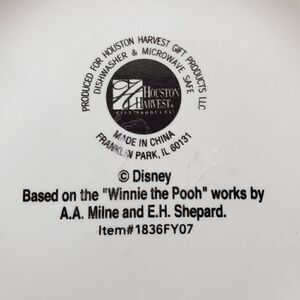 PRODUCED FOR HOUSTON HARVEST GIFT PRODUCTS LLC
DISHWASHER & MICROWAVE SAFE
HOUSTON
HARVEST®
GIFT PRODUCTS
MADE IN CHINA
FRANKLIN PARK, IL 60131
© Disney
Based on the "Winnie the Pooh" works by
A.A. Milne and E.H. Shepard.
Item#1836FY07